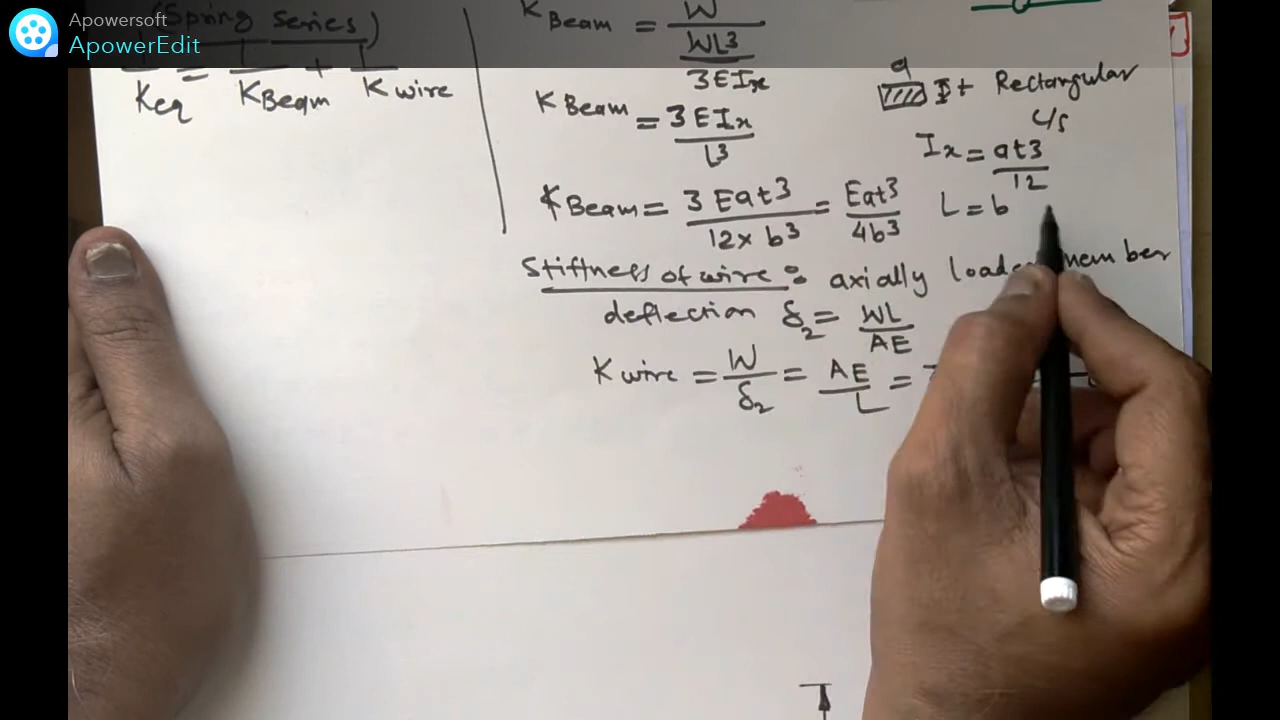 Apowersoft
ApowerEdit
(Spring series)
1/Keq = 1/KBeam + 1/Kwire
KBeam = W / (WL3/3EIx)
KBeam = 3EIx/L3
KBeam = 3Eat3/12×b3 = Eat3/4b3
a
t Rectangular
c/s
Ix = at3/12
L = b
Stiffness of wire : axially loaded member
deflection δ2 = WL/AE
Kwire = W/δ2 = AE/L =